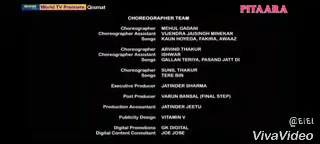 World TV Premiere Qismat
PITAARA
CHOREOGRAPHER TEAM
Choreographer MEHUL GADANI
Choreographer Assistant VIJENDRA JAISINGH MINEKAR
Songs KAUN HOYEDA, FAKIRA, AWAAZ
Choreographer ARVIND THAKUR
Choreographer Assistant ISHWAR
Songs GALLAN TERIYA, PASAND JATT DI
Choreographer SUNIL THAKUR
Songs TERE BIN
Executive Producer JATINDER SHARMA
Post Producer VARUN BANSAL (FINAL STEP)
Production Accountant JATINDER JEETU
Publicity Design VITAMIN V
Digital Promotions GK DIGITAL
Digital Content Consultant JOE JOSE
VivaVideo